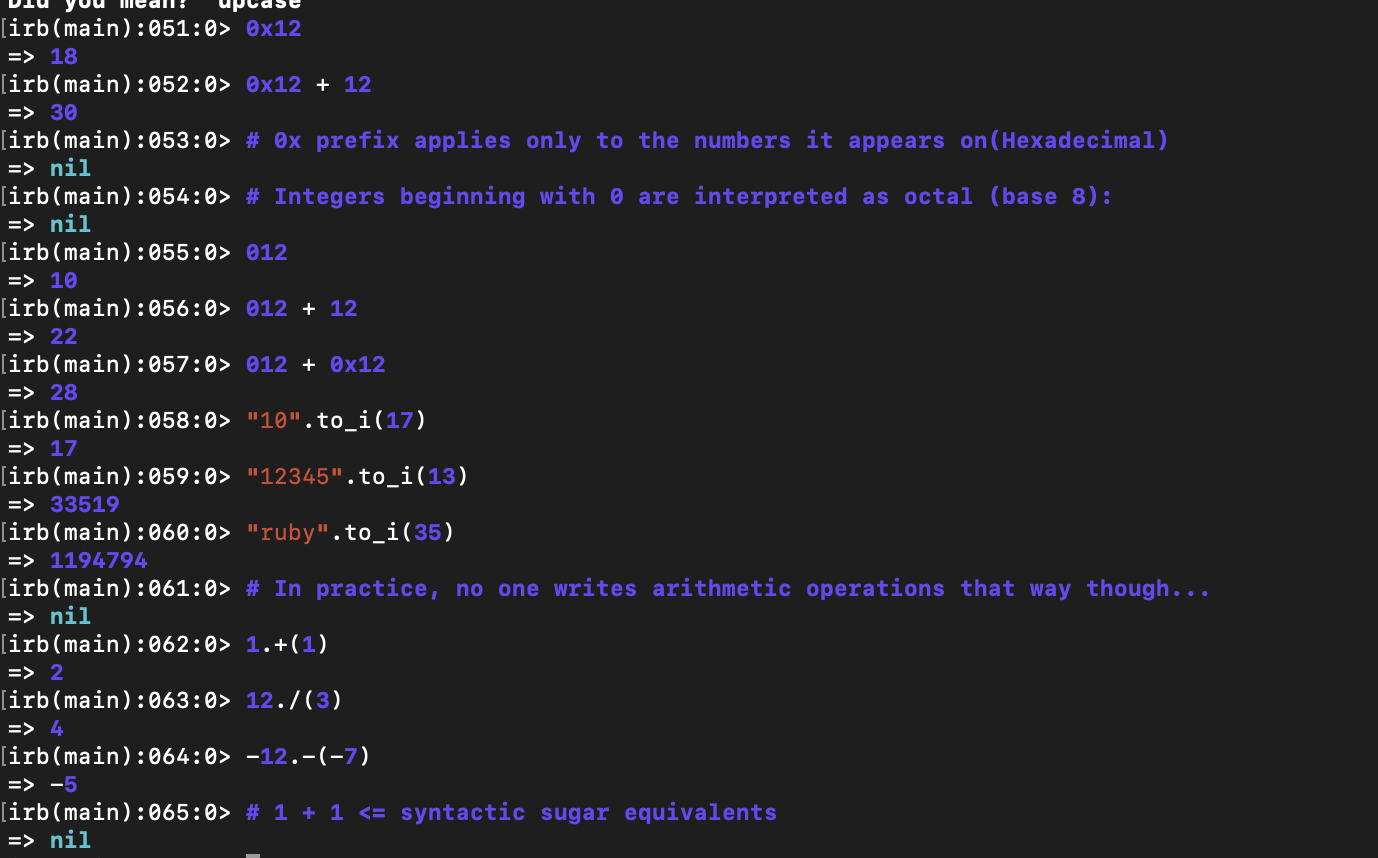 Did you mean?  upcase
[irb(main):051:0> 0x12
=> 18
[irb(main):052:0> 0x12 + 12
=> 30
[irb(main):053:0> # 0x prefix applies only to the numbers it appears on(Hexadecimal)
=> nil
[irb(main):054:0> # Integers beginning with 0 are interpreted as octal (base 8):
=> nil
[irb(main):055:0> 012
=> 10
[irb(main):056:0> 012 + 12
=> 22
[irb(main):057:0> 012 + 0x12
=> 28
[irb(main):058:0> "10".to_i(17)
=> 17
[irb(main):059:0> "12345".to_i(13)
=> 33519
[irb(main):060:0> "ruby".to_i(35)
=> 1194794
[irb(main):061:0> # In practice, no one writes arithmetic operations that way though...
=> nil
[irb(main):062:0> 1.+(1)
=> 2
[irb(main):063:0> 12./(3)
=> 4
[irb(main):064:0> -12.-(-7)
=> -5
[irb(main):065:0> # 1 + 1 <= syntactic sugar equivalents
=> nil